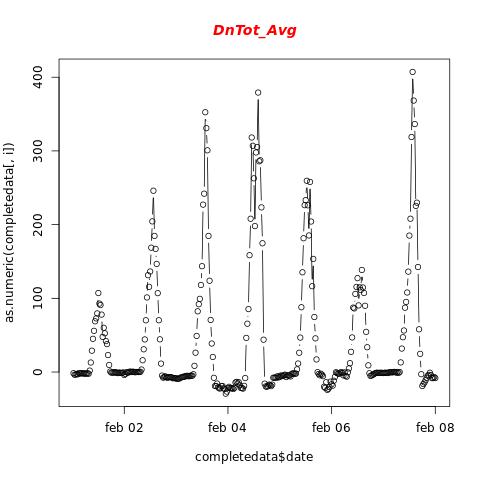 DnTot_Avg
as.numeric(completedata[, i])
400
300
200
100
0
feb 02
feb 04
feb 06
feb 08
completedata$date